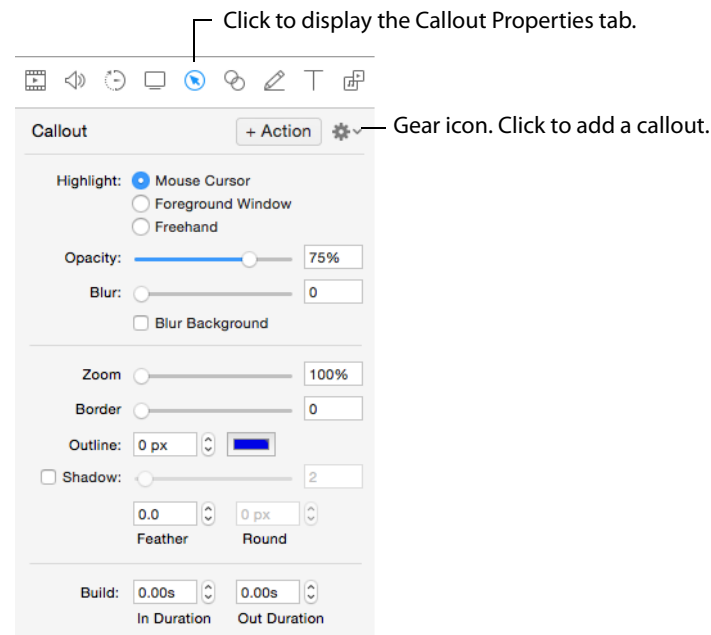 Click to display the Callout Properties tab.
Callout
+ Action
Gear icon. Click to add a callout.
Highlight:
Mouse Cursor
Foreground Window
Freehand
Opacity:
75%
Blur:
0
Blur Background
Zoom
100%
Border
0
Outline:
0 px
Shadow:
2
0.0
0 px
Feather
Round
Build:
0.00s
0.00s
In Duration
Out Duration